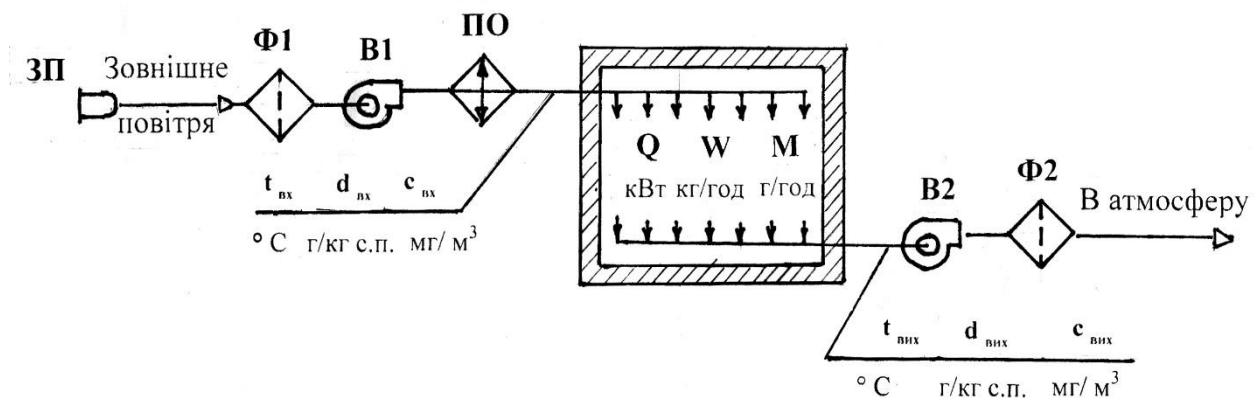 ЗП
Зовнішне
повітря
Ф1
В1
ПО
t вх d вх c вх
° С г/кг с.п. мг/ м³
Q W M
кВт кг/год г/год
В2
Ф2
В атмосферу
t вих d вих c вих
° С г/кг с.п. мг/ м³